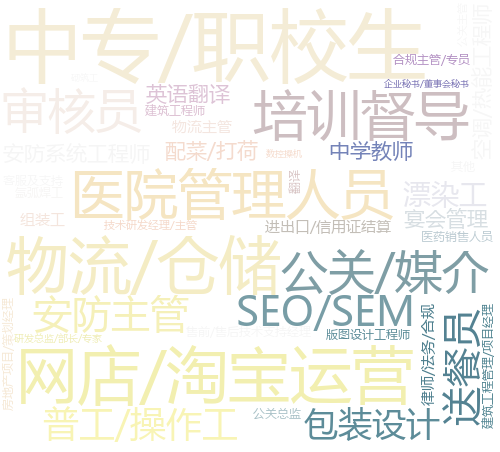 中专/职校生
合规主管/专员
企业秘书/董事会秘书
英语翻译
审核员
建筑工程师
培训督导
物流主管
中学教师
安防系统工程师
配菜/打荷
数控操机
医院管理人员
翻译
漂染工
组装工
宴会管理
技术研发经理/主管
进出口/信用证结算
医药销售人员
物流/仓储
公关/媒介
安防主管
SEO/SEM
版图设计工程师
律师/法务/合规
送餐员
建筑工程管理/项目经理
网店/淘宝运营
普工/操作工
公关总监
包装设计